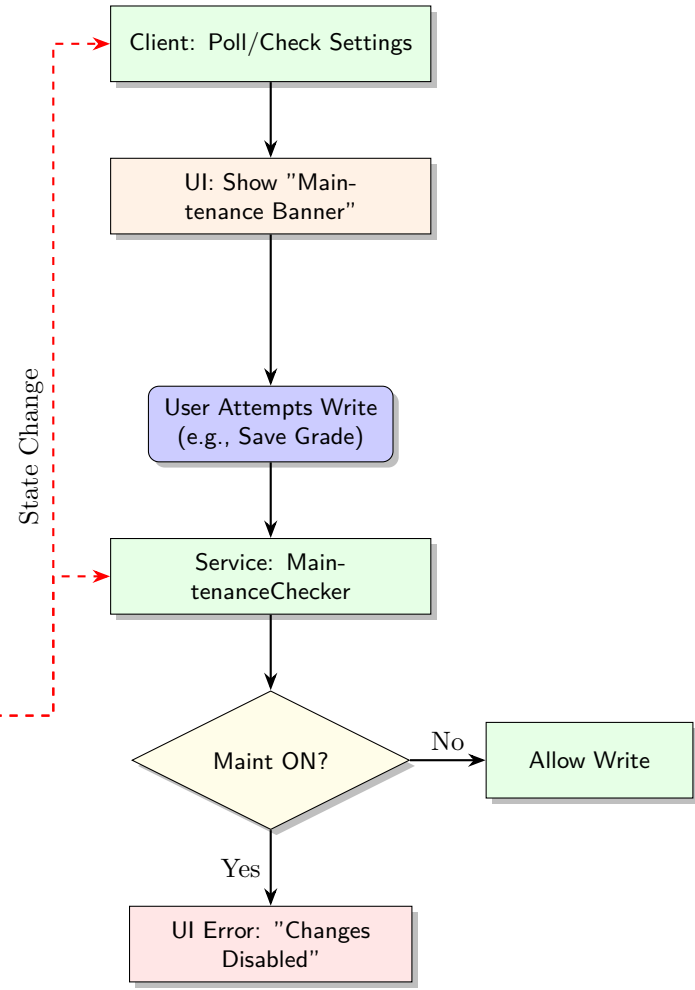 Client: Poll/Check Settings
UI: Show ”Main-
tenance Banner”
State Change
User Attempts Write
(e.g., Save Grade)
Service: Main-
tenanceChecker
Maint ON?
No
Allow Write
Yes
UI Error: ”Changes
Disabled”